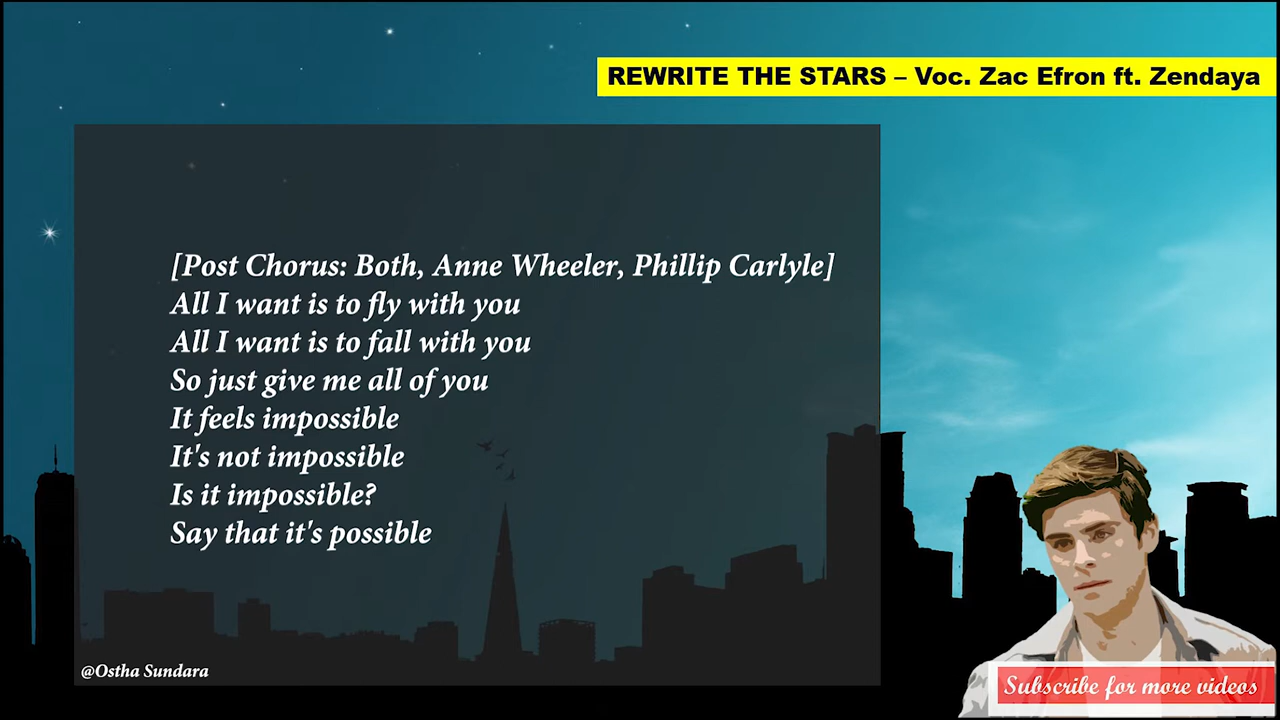 REWRITE THE STARS – Voc. Zac Efron ft. Zendaya
[Post Chorus: Both, Anne Wheeler, Phillip Carlyle]
All I want is to fly with you
All I want is to fall with you
So just give me all of you
It feels impossible
It's not impossible
Is it impossible?
Say that it's possible
@Ostha Sundara
Subscribe for more videos